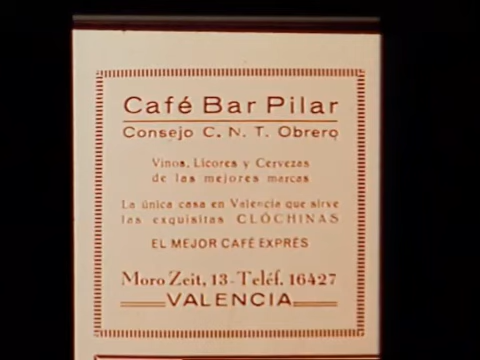 Café Bar Pilar
Consejo C. N. T. Obrero
Vinos, Licores y Cervezas
de las mejores marcas
La única casa en Valencia que sirve
las exquisitas CLÓCHINAS
EL MEJOR CAFÉ EXPRÉS
Moro Zeit, 13 - Teléf. 16427
VALENCIA